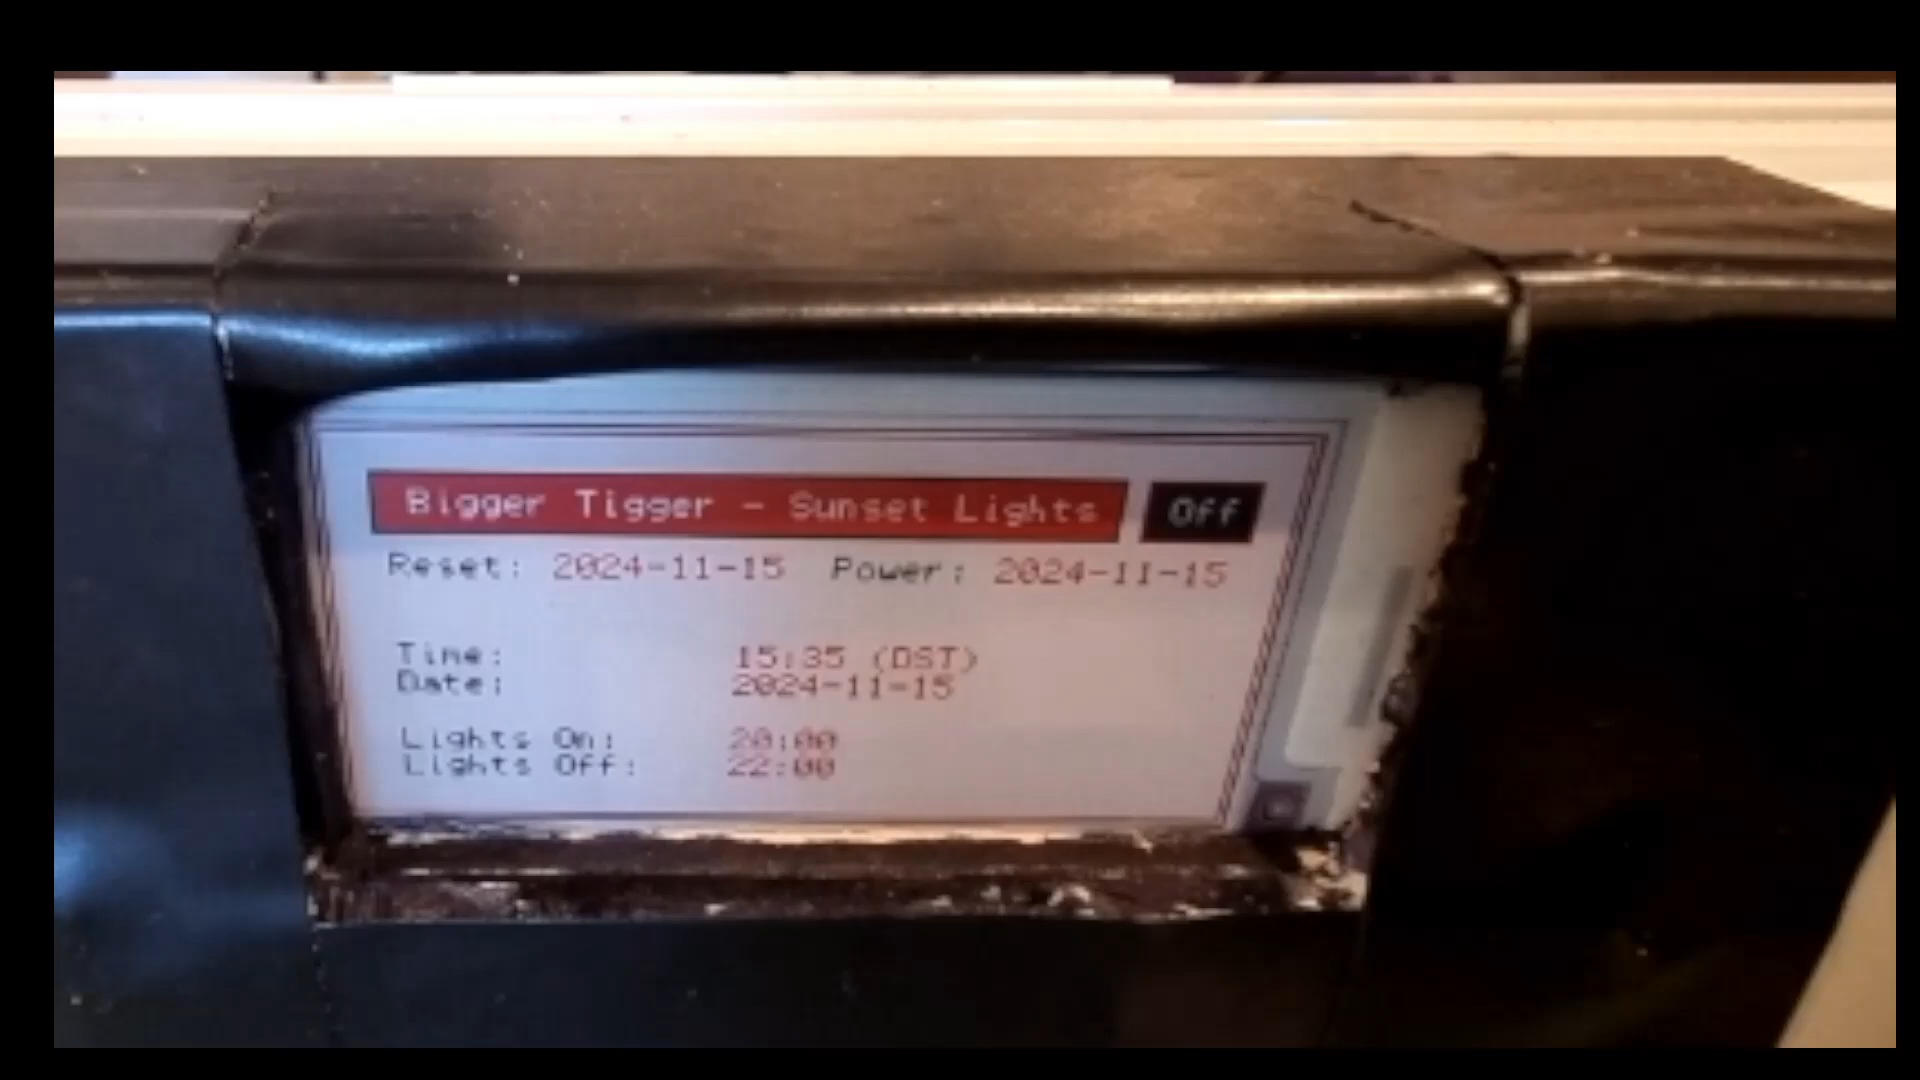 Bigger Tigger - Sunset Lights Off
Reset: 2024-11-15 Power: 2024-11-15
Time: 15:35 (DST)
Date: 2024-11-15
Lights On: 20:00
Lights Off: 22:00